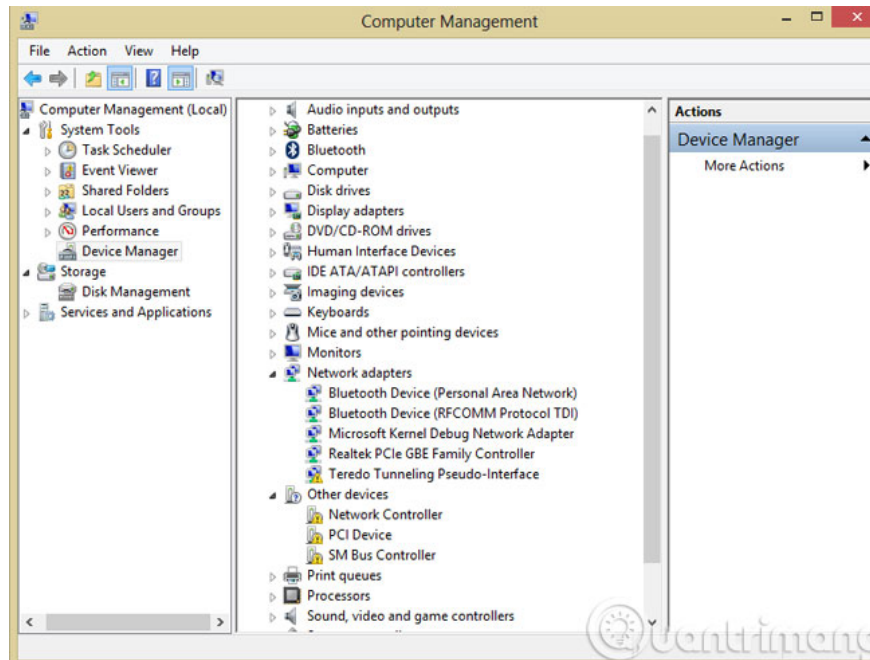 Computer Management
File Action View Help
Computer Management (Local)
System Tools
Task Scheduler
Event Viewer
Shared Folders
Local Users and Groups
Performance
Device Manager
Storage
Disk Management
Services and Applications
Audio inputs and outputs
Batteries
Bluetooth
Computer
Disk drives
Display adapters
DVD/CD-ROM drives
Human Interface Devices
IDE ATA/ATAPI controllers
Imaging devices
Keyboards
Mice and other pointing devices
Monitors
Network adapters
Bluetooth Device (Personal Area Network)
Bluetooth Device (RFCOMM Protocol TDI)
Microsoft Kernel Debug Network Adapter
Realtek PCIe GBE Family Controller
Teredo Tunneling Pseudo-Interface
Other devices
Network Controller
PCI Device
SM Bus Controller
Print queues
Processors
Sound, video and game controllers
Actions
Device Manager
More Actions
Quantrimang